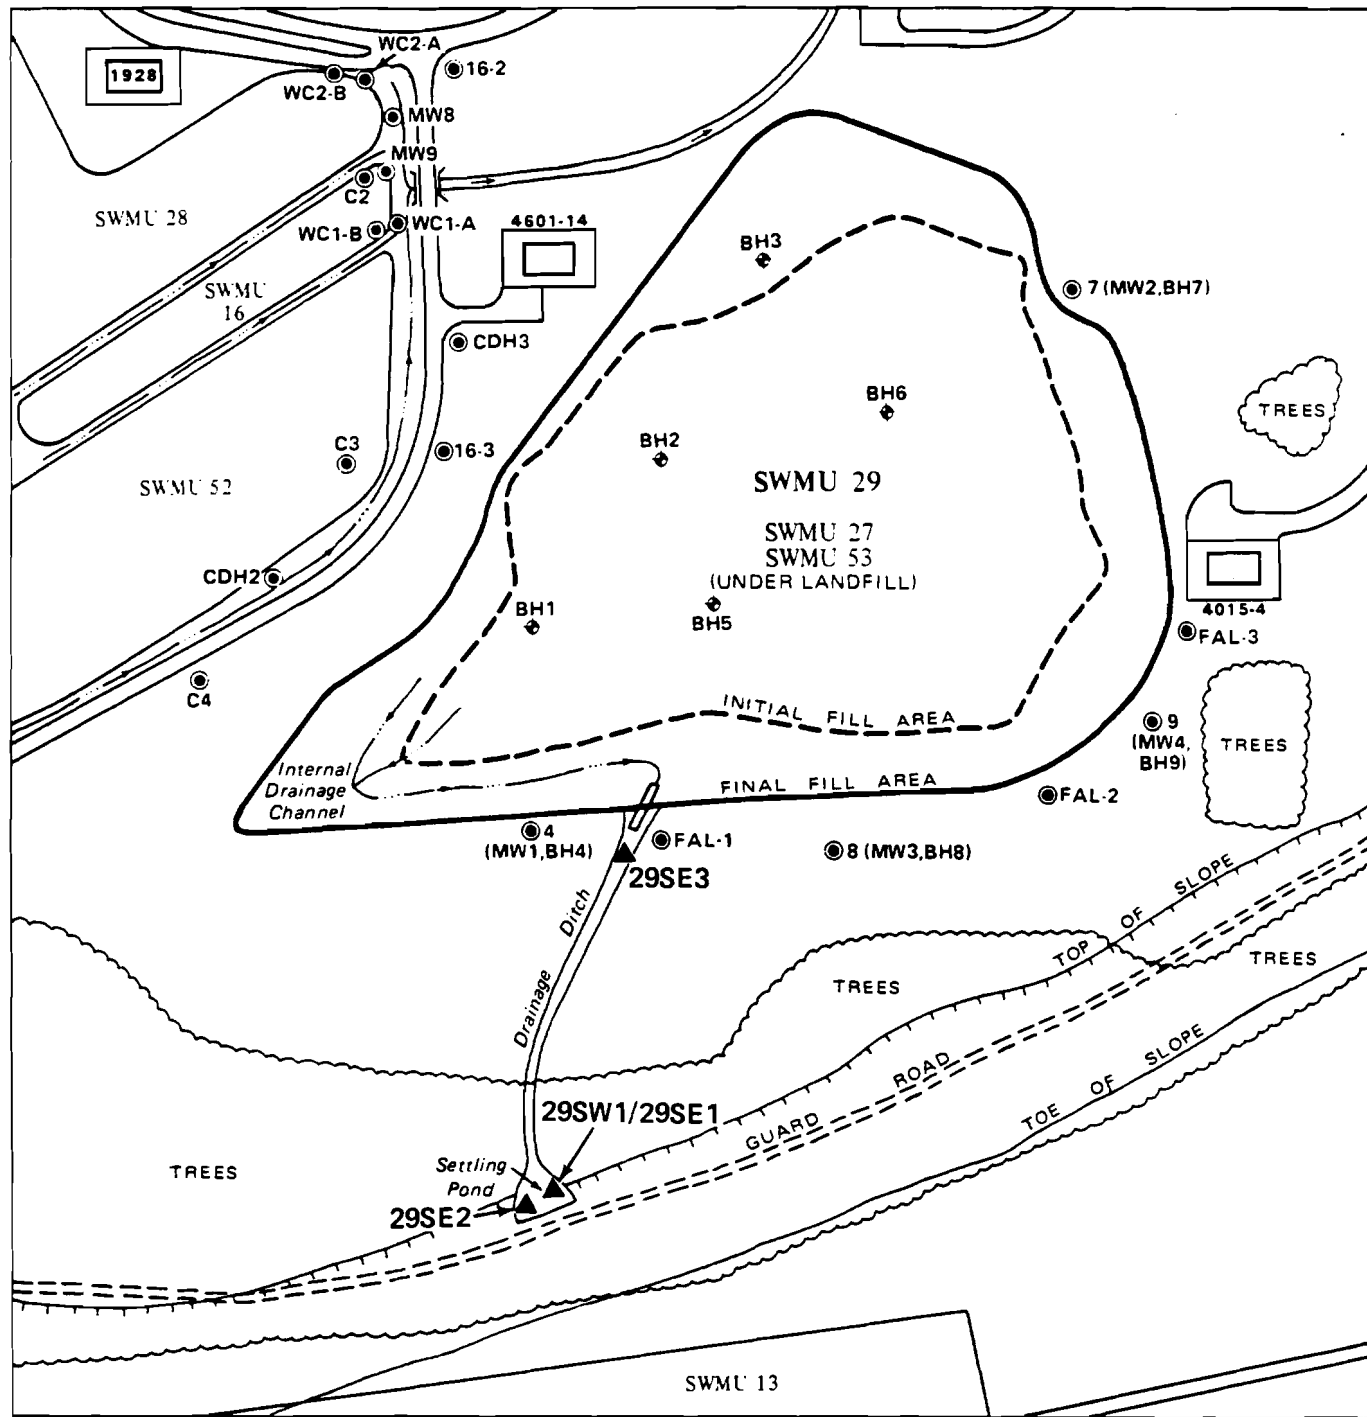 WC2-A
1928
16-2
WC2-B
MW8
MW9
C2
SWMU 28
WC1-A
WC1-B
4601-14
BH3
7 (MW2,BH7)
SWMU
16
CDH3
BH6
TREES
BH2
C3
16-3
SWMU 29
SWMU 52
SWMU 27
SWMU 53
(UNDER LANDFILL)
CDH2
BH1
BH5
4015-4
FAL-3
C4
INITIAL FILL AREA
9
(MW4,
BH9)
TREES
Internal
Drainage
Channel
FINAL FILL AREA
FAL-2
4
(MW1,BH4)
FAL-1
8 (MW3,BH8)
29SE3
TOP OF SLOPE
Drainage Ditch
TREES
TREES
GUARD ROAD
TOE OF SLOPE
29SW1/29SE1
TREES
Settling
Pond
29SE2
SWMU 13